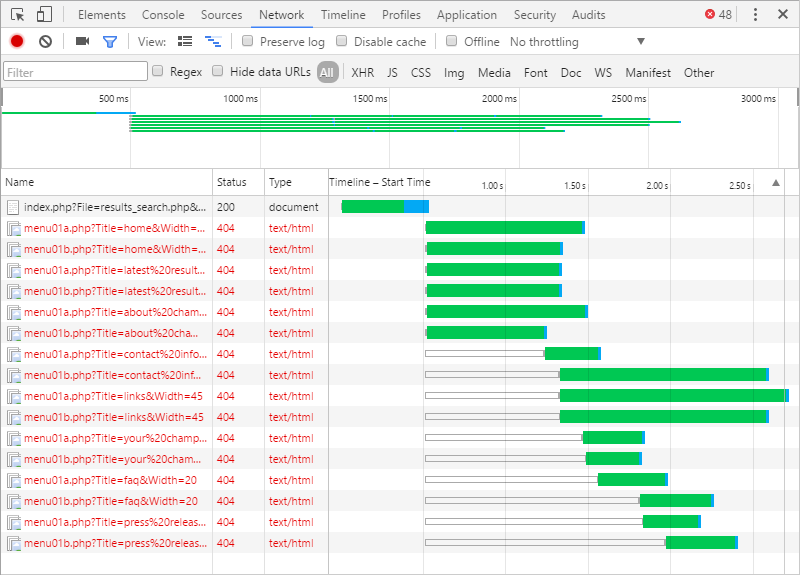 Elements Console Sources Network Timeline Profiles Application Security Audits 48
View: Preserve log Disable cache Offline No throttling
Filter Regex Hide data URLs All XHR JS CSS Img Media Font Doc WS Manifest Other
500 ms 1000 ms 1500 ms 2000 ms 2500 ms 3000 ms
Name Status Type Timeline – Start Time 1.00 s 1.50 s 2.00 s 2.50 s
index.php?File=results_search.php&... 200 document
menu01a.php?Title=home&Width=... 404 text/html
menu01b.php?Title=home&Width=... 404 text/html
menu01a.php?Title=latest%20result... 404 text/html
menu01b.php?Title=latest%20result... 404 text/html
menu01a.php?Title=about%20cham... 404 text/html
menu01b.php?Title=about%20cha... 404 text/html
menu01a.php?Title=contact%20info... 404 text/html
menu01b.php?Title=contact%20inf... 404 text/html
menu01a.php?Title=links&Width=45 404 text/html
menu01b.php?Title=links&Width=45 404 text/html
menu01a.php?Title=your%20champ... 404 text/html
menu01b.php?Title=your%20cham... 404 text/html
menu01a.php?Title=faq&Width=20 404 text/html
menu01b.php?Title=faq&Width=20 404 text/html
menu01a.php?Title=press%20releas... 404 text/html
menu01b.php?Title=press%20releas... 404 text/html